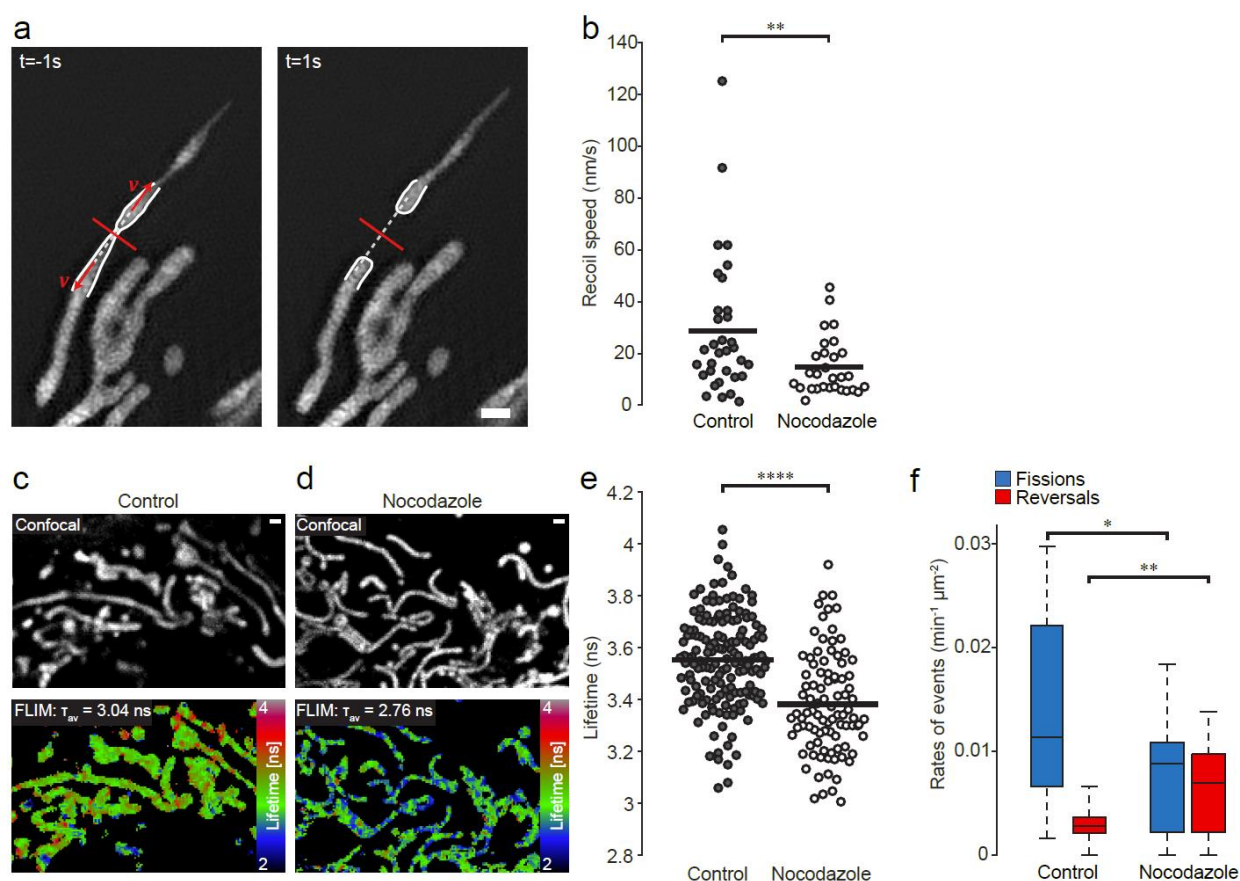 a
t=-1s
v
v
t=1s
b
**
Recoil speed (nm/s)
140
120
100
80
60
40
20
0
Control
Nocodazole
c
Control
Confocal
FLIM: τav = 3.04 ns
4
Lifetime [ns]
2
d
Nocodazole
Confocal
FLIM: τav = 2.76 ns
4
Lifetime [ns]
2
e
****
Lifetime (ns)
4.2
4
3.8
3.6
3.4
3.2
3
2.8
Control
Nocodazole
f
Fissions
Reversals
*
**
Rates of events (min⁻¹ μm⁻²)
0.03
0.02
0.01
0
Control
Nocodazole